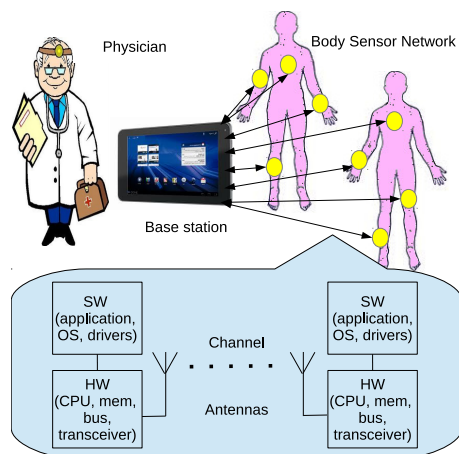 Physician
Body Sensor Network
Base station
SW
(application,
OS, drivers)
HW
(CPU, mem,
bus,
transceiver)
Channel
Antennas
SW
(application,
OS, drivers)
HW
(CPU, mem,
bus,
transceiver)